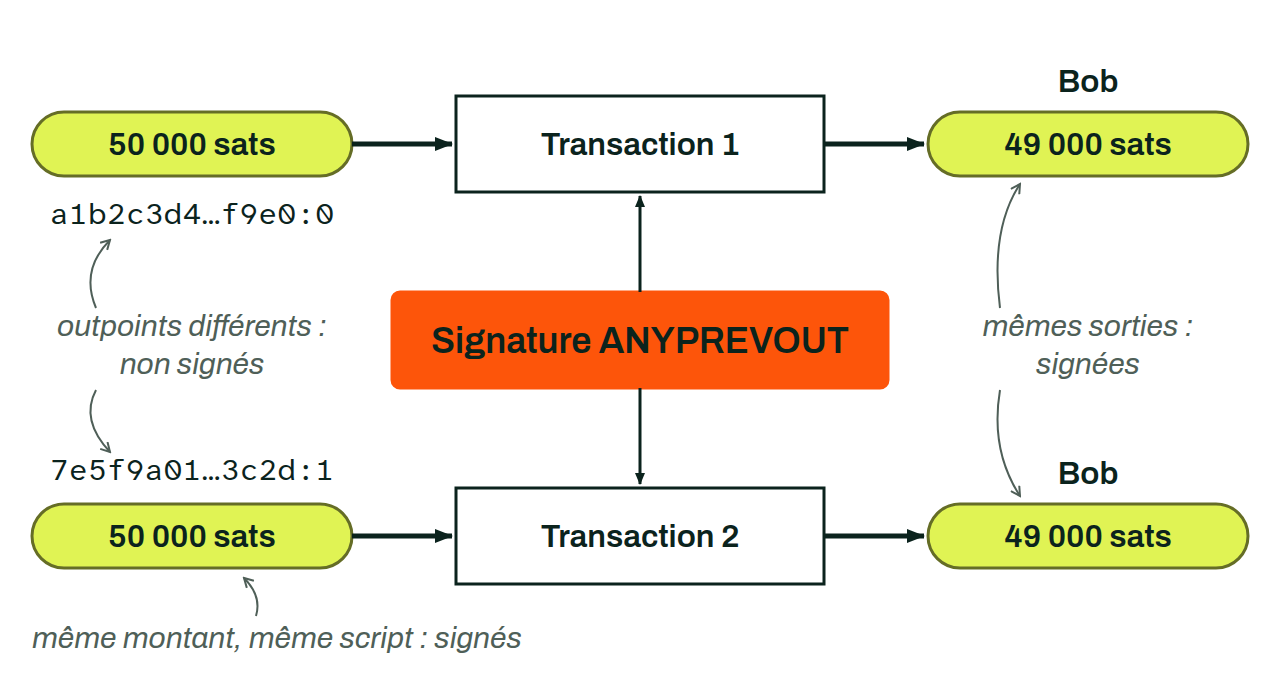 Bob
50 000 sats
Transaction 1
49 000 sats
a1b2c3d4…f9e0:0
outpoints différents :
non signés
Signature ANYPREVOUT
mêmes sorties :
signées
7e5f9a01…3c2d:1
Bob
50 000 sats
Transaction 2
49 000 sats
même montant, même script : signés